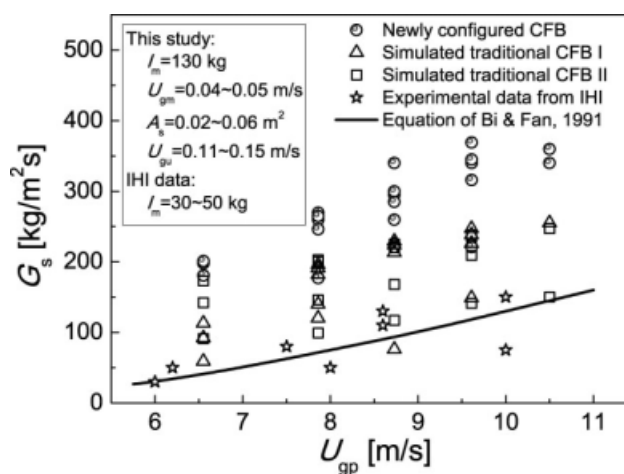 500
400
300
200
100
0
G_s [kg/m²s]
This study:
I_m=130 kg
U_gm=0.04~0.05 m/s
A_s=0.02~0.06 m²
U_gu=0.11~0.15 m/s
IHI data:
I_m=30~50 kg
Newly configured CFB
Simulated traditional CFB I
Simulated traditional CFB II
Experimental data from IHI
Equation of Bi & Fan, 1991
6 7 8 9 10 11
U_gp [m/s]